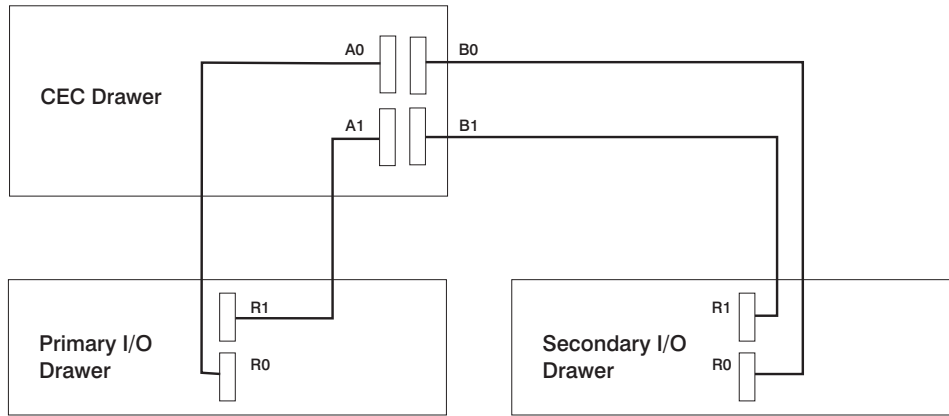 A0
B0
CEC Drawer
A1
B1
R1
Primary I/O
Drawer
R0
R1
Secondary I/O
Drawer
R0